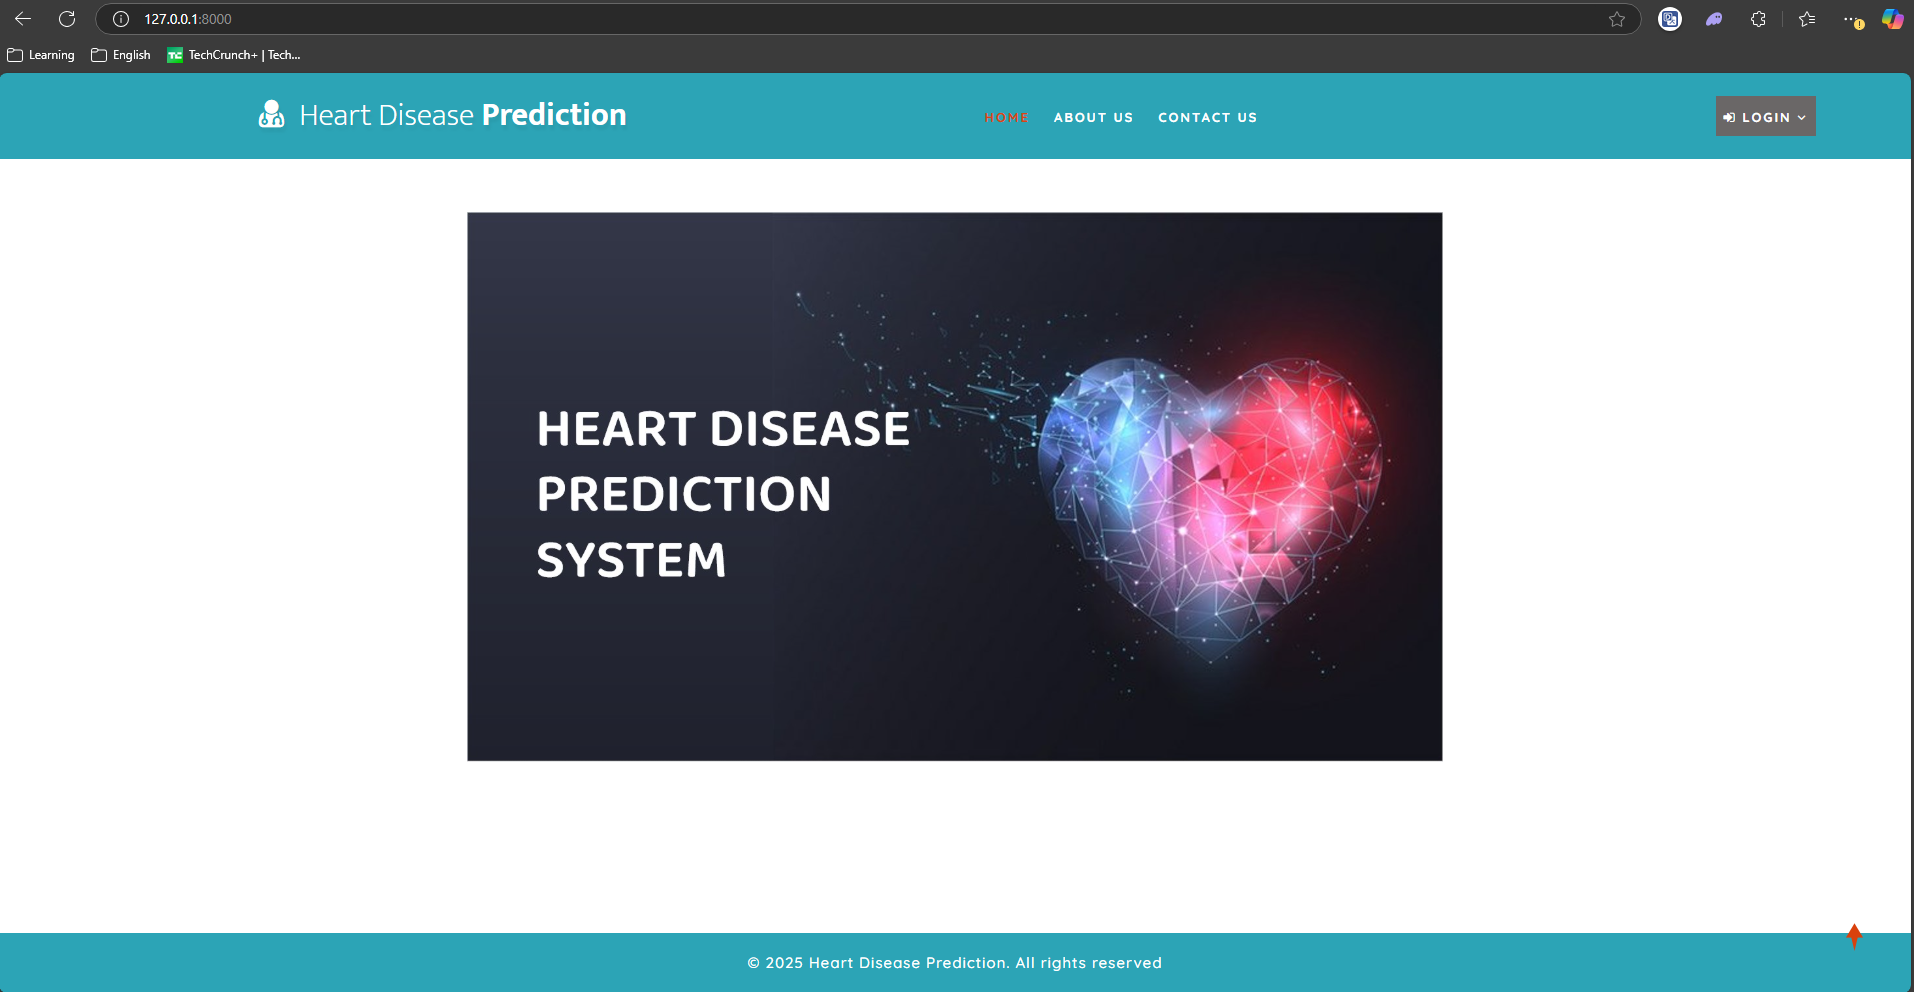 127.0.0.1:8000
Learning English TC TechCrunch+ | Tech...
Heart Disease Prediction HOME ABOUT US CONTACT US LOGIN
HEART DISEASE
PREDICTION
SYSTEM
© 2025 Heart Disease Prediction. All rights reserved